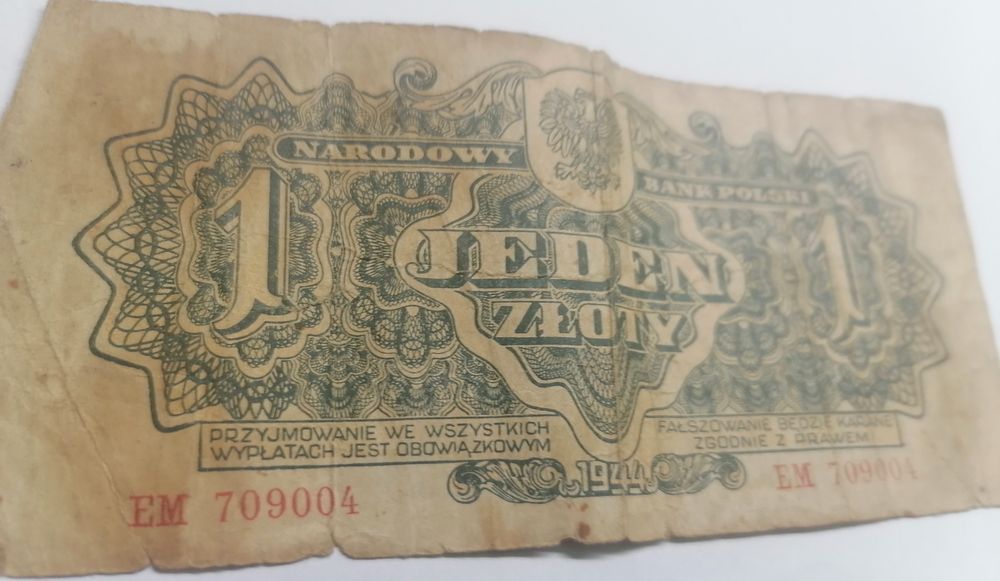 NARODOWY
BANK POLSKI
1
JEDEN
ZŁOTY
1
PRZYJMOWANIE WE WSZYSTKICH
WYPŁATACH JEST OBOWIĄZKOWYM
FAŁSZOWANIE BĘDZIE KARANE
ZGODNIE Z PRAWEM!
1944
EM 709004
EM 709004